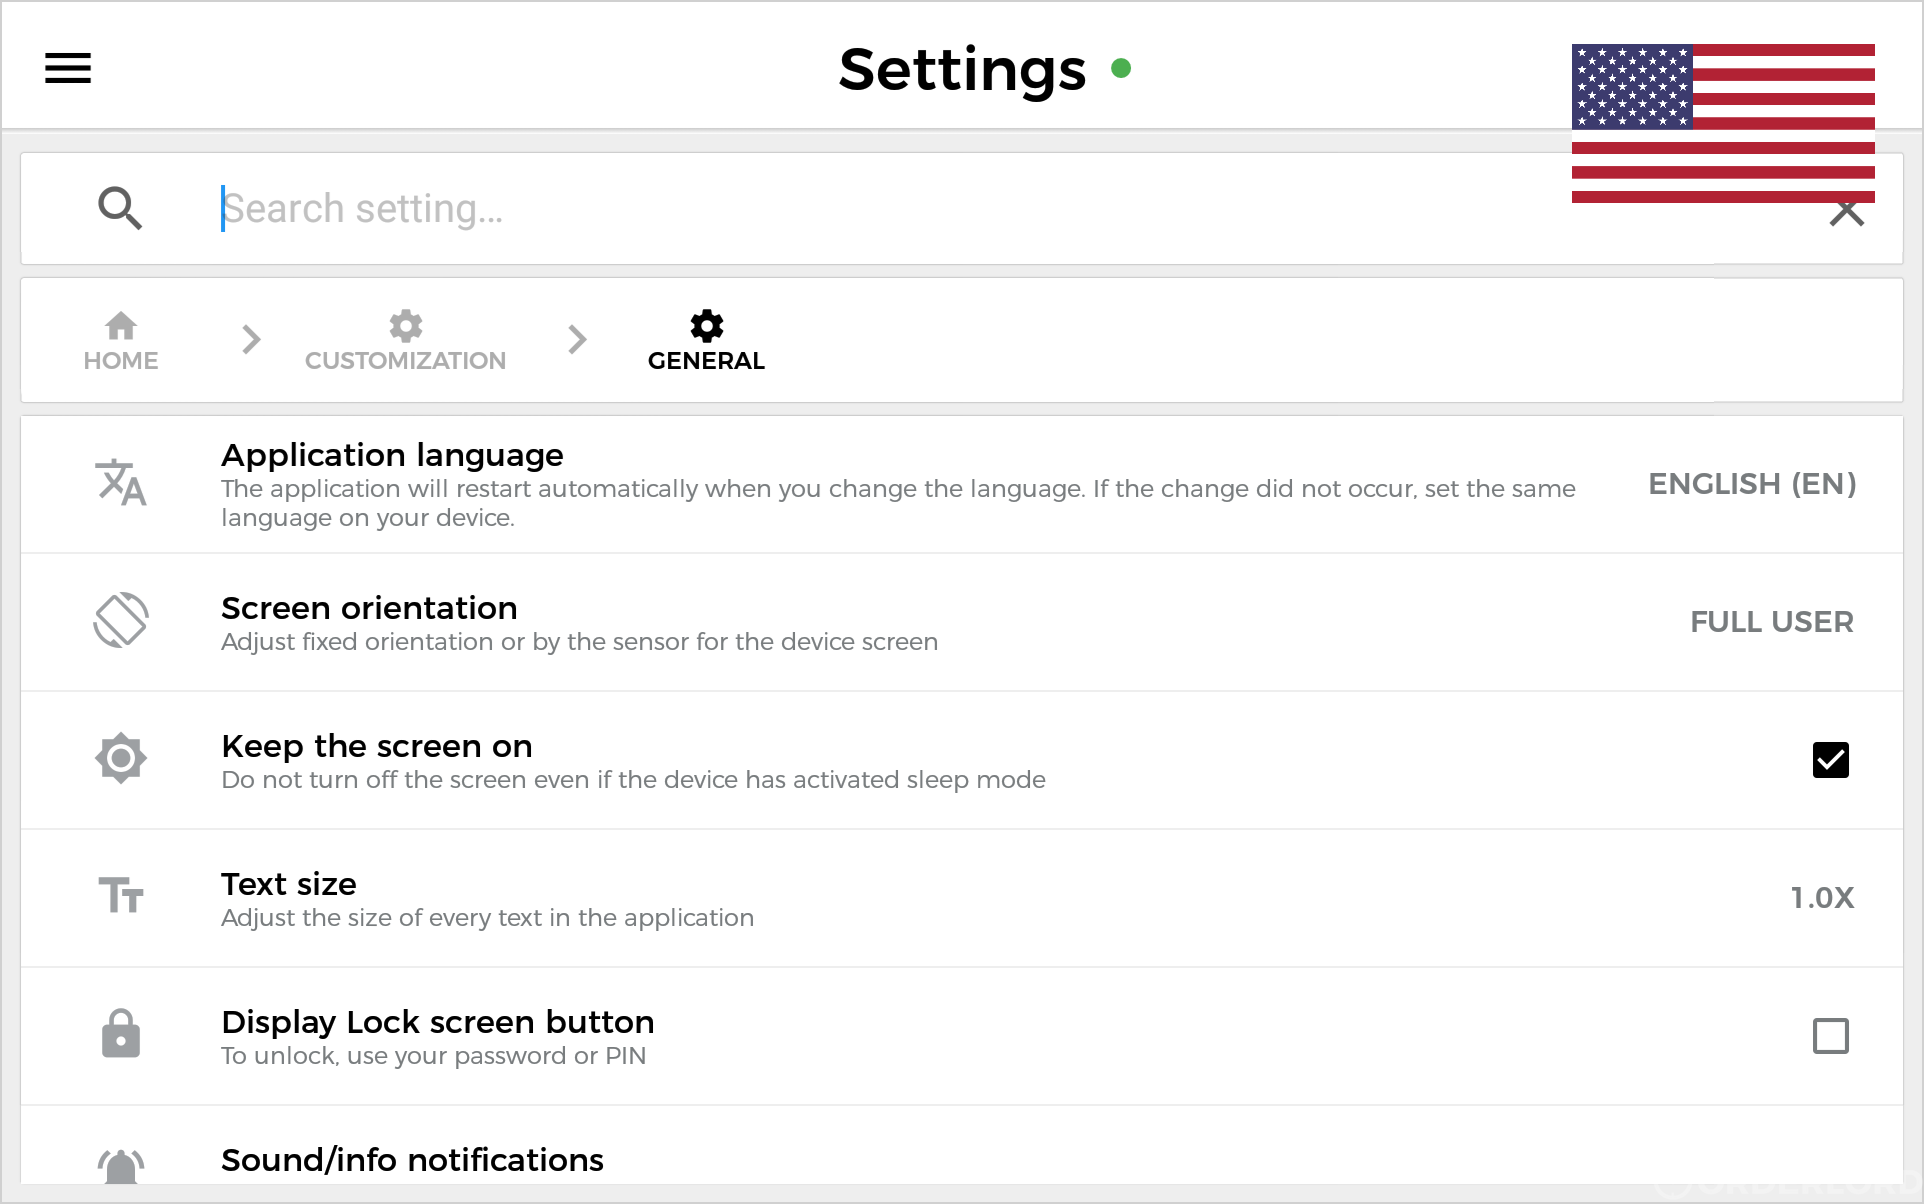 Settings
Search setting...
HOME
CUSTOMIZATION
GENERAL
Application language
The application will restart automatically when you change the language. If the change did not occur, set the same
language on your device.
ENGLISH (EN)
Screen orientation
Adjust fixed orientation or by the sensor for the device screen
FULL USER
Keep the screen on
Do not turn off the screen even if the device has activated sleep mode
Text size
Adjust the size of every text in the application
1.0X
Display Lock screen button
To unlock, use your password or PIN
Sound/info notifications